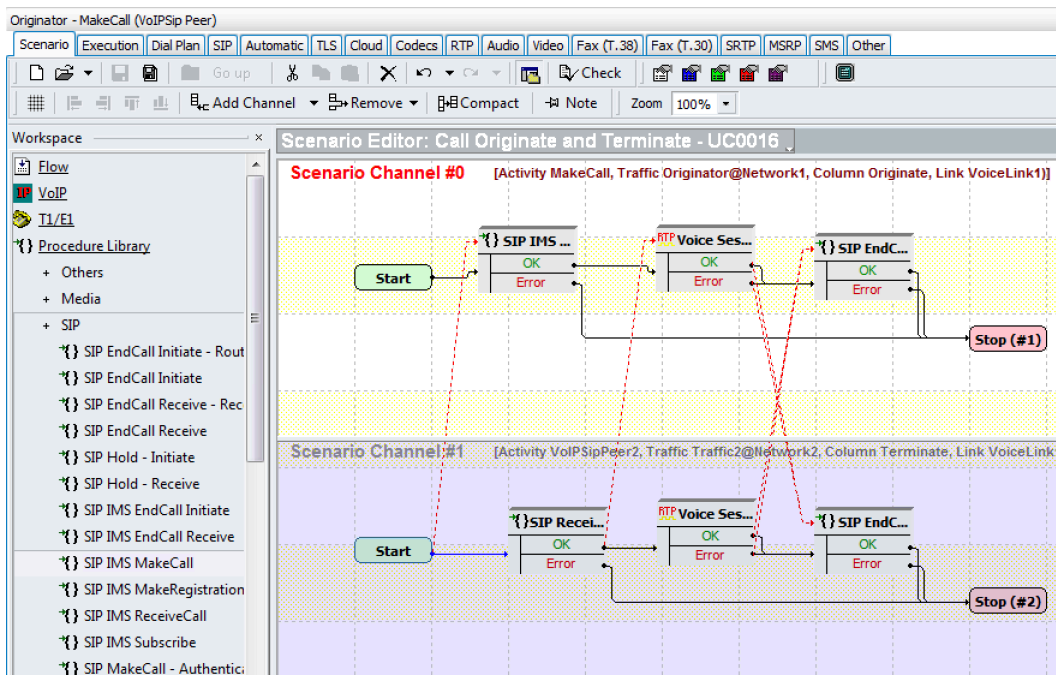 Originator - MakeCall (VoIPSip Peer)
Scenario Execution Dial Plan SIP Automatic TLS Cloud Codecs RTP Audio Video Fax (T.38) Fax (T.30) SRTP MSRP SMS Other
Go up Check
Add Channel Remove Compact Note Zoom 100%
Workspace ×
Scenario Editor: Call Originate and Terminate - UC0016
Flow
IP VoIP
T1/E1
Procedure Library
+ Others
+ Media
+ SIP
SIP EndCall Initiate - Rout
SIP EndCall Initiate
SIP EndCall Receive - Rec
SIP EndCall Receive
SIP Hold - Initiate
SIP Hold - Receive
SIP IMS EndCall Initiate
SIP IMS EndCall Receive
SIP IMS MakeCall
SIP IMS MakeRegistration
SIP IMS ReceiveCall
SIP IMS Subscribe
SIP MakeCall - Authentica
Scenario Channel #0 [Activity MakeCall, Traffic Originator@Network1, Column Originate, Link VoiceLink1)]
Start
{} SIP IMS ...
OK
Error
RTP Voice Ses...
OK
Error
{} SIP EndC...
OK
Error
Stop (#1)
Scenario Channel #1 [Activity VoIPSipPeer2, Traffic Traffic2@Network2, Column Terminate, Link VoiceLink
Start
{} SIP Recei...
OK
Error
RTP Voice Ses...
OK
Error
{} SIP EndC...
OK
Error
Stop (#2)